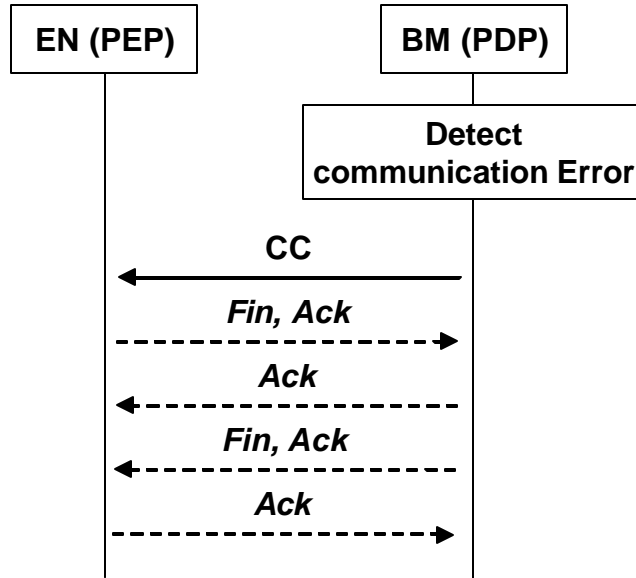 EN (PEP)
BM (PDP)
Detect
communication Error
CC
Fin, Ack
Ack
Fin, Ack
Ack